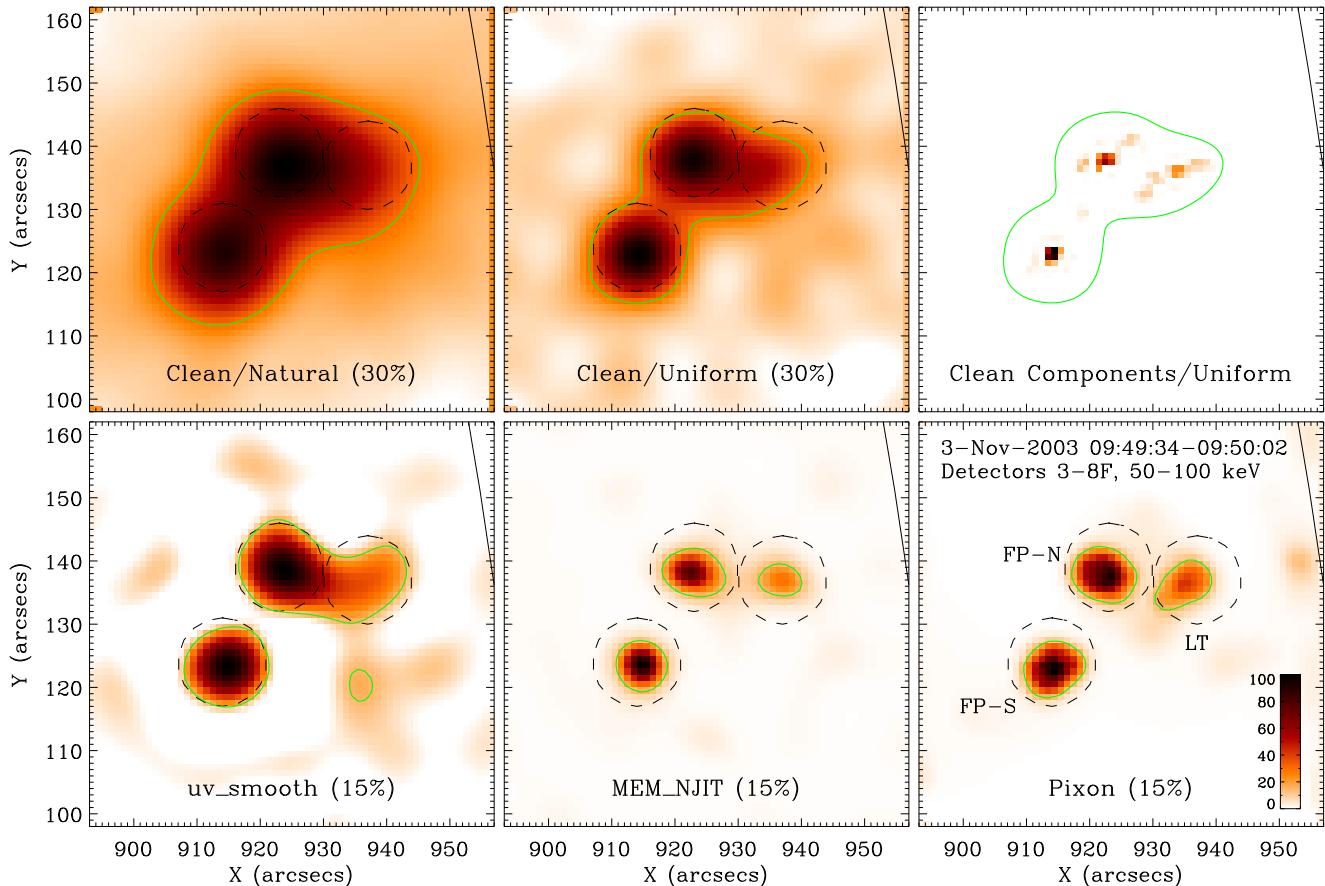 160
150
140
130
120
110
100
Y (arcsecs)
Clean/Natural (30%)
Clean/Uniform (30%)
Clean Components/Uniform
160
150
140
130
120
110
100
Y (arcsecs)
uv_smooth (15%)
MEM_NJIT (15%)
3-Nov-2003 09:49:34-09:50:02
Detectors 3-8F, 50-100 keV
FP-N
LT
FP-S
100
80
60
40
20
0
Pixon (15%)
900 910 920 930 940 950
X (arcsecs)
900 910 920 930 940 950
X (arcsecs)
900 910 920 930 940 950
X (arcsecs)